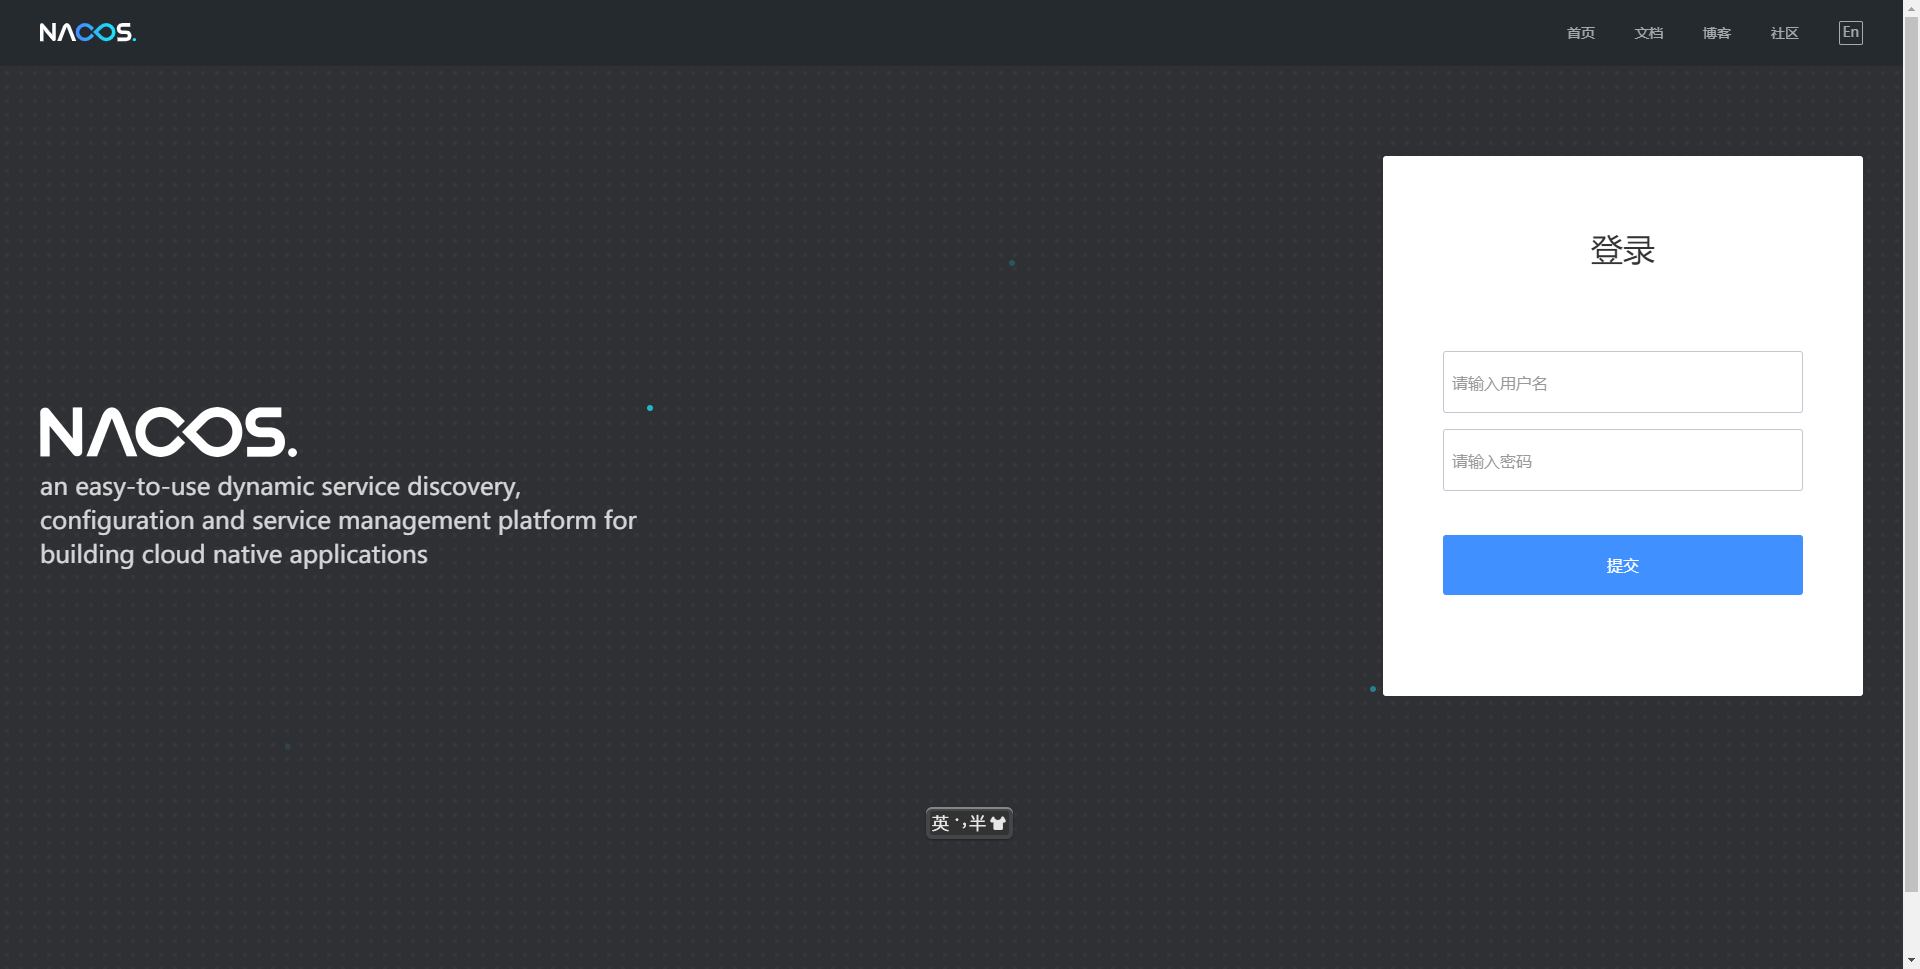 NACOS.
首页 文档 博客 社区 En
登录
请输入用户名
请输入密码
提交
NACOS.
an easy-to-use dynamic service discovery,
configuration and service management platform for
building cloud native applications
英 ·, 半